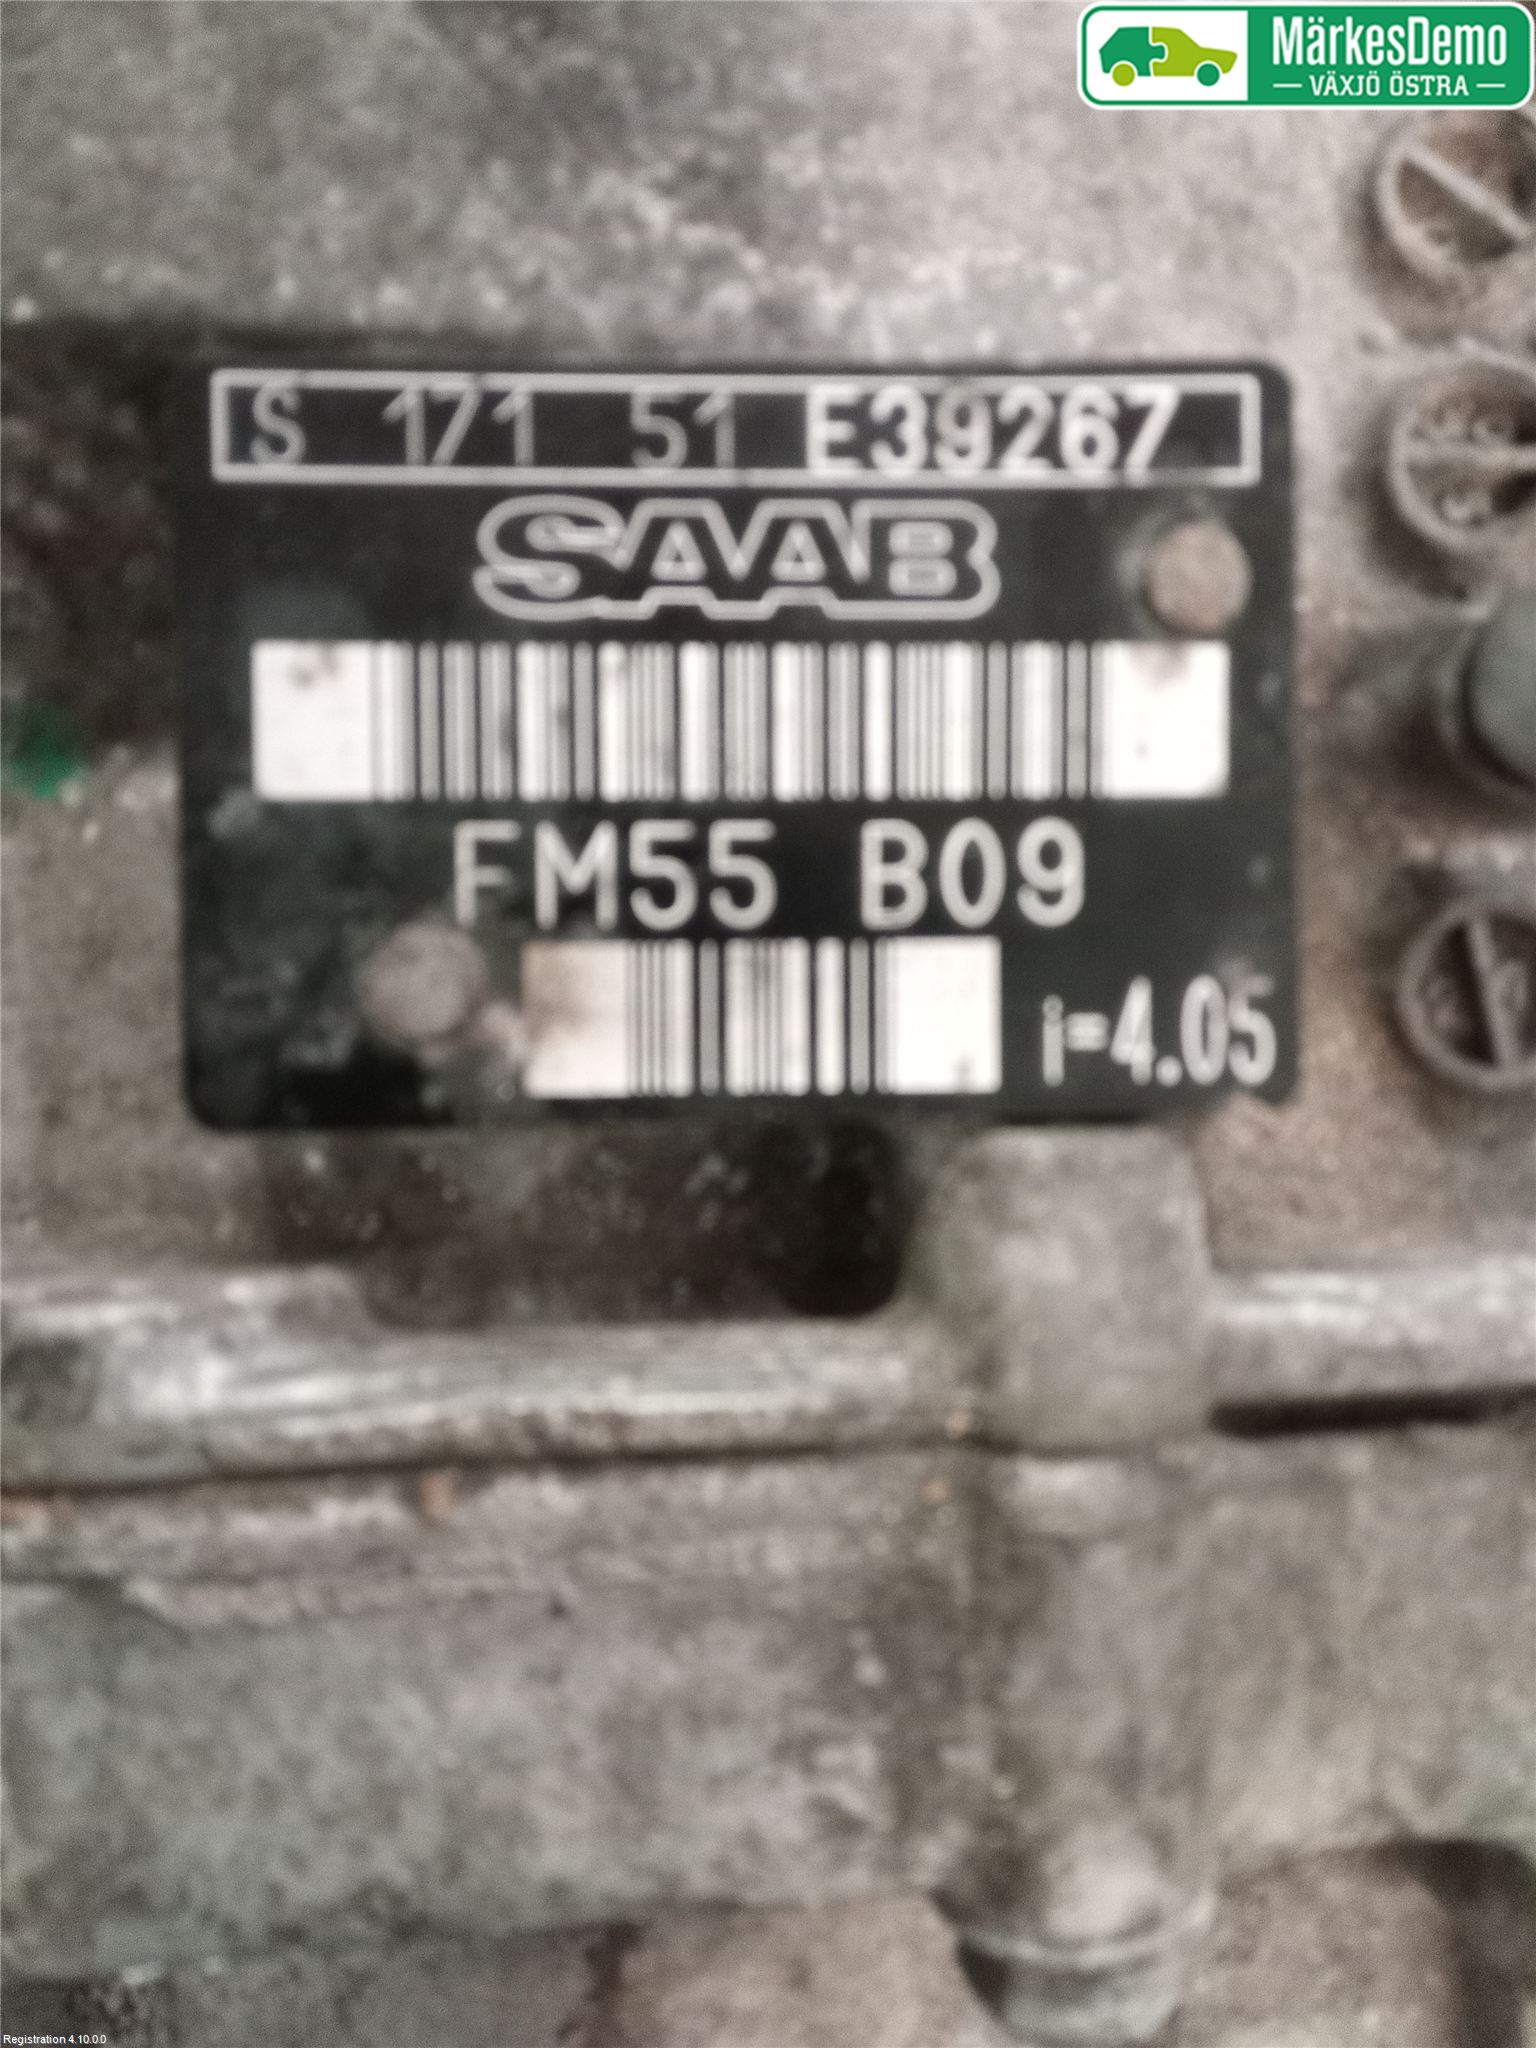 MärkesDemo
VÄXJÖ ÖSTRA
S 171 51 E39267
SAAB
FM55 B09
i=4.05
Registration 4.10.0.0